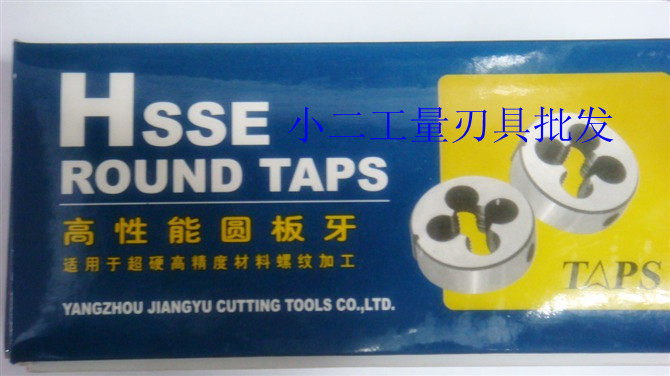 HSSE
小二工量刃具批发
ROUND TAPS
高性能圆板牙
适用于超硬高精度材料螺纹加工
TAPS
YANGZHOU JIANGYU CUTTING TOOLS CO.,LTD.